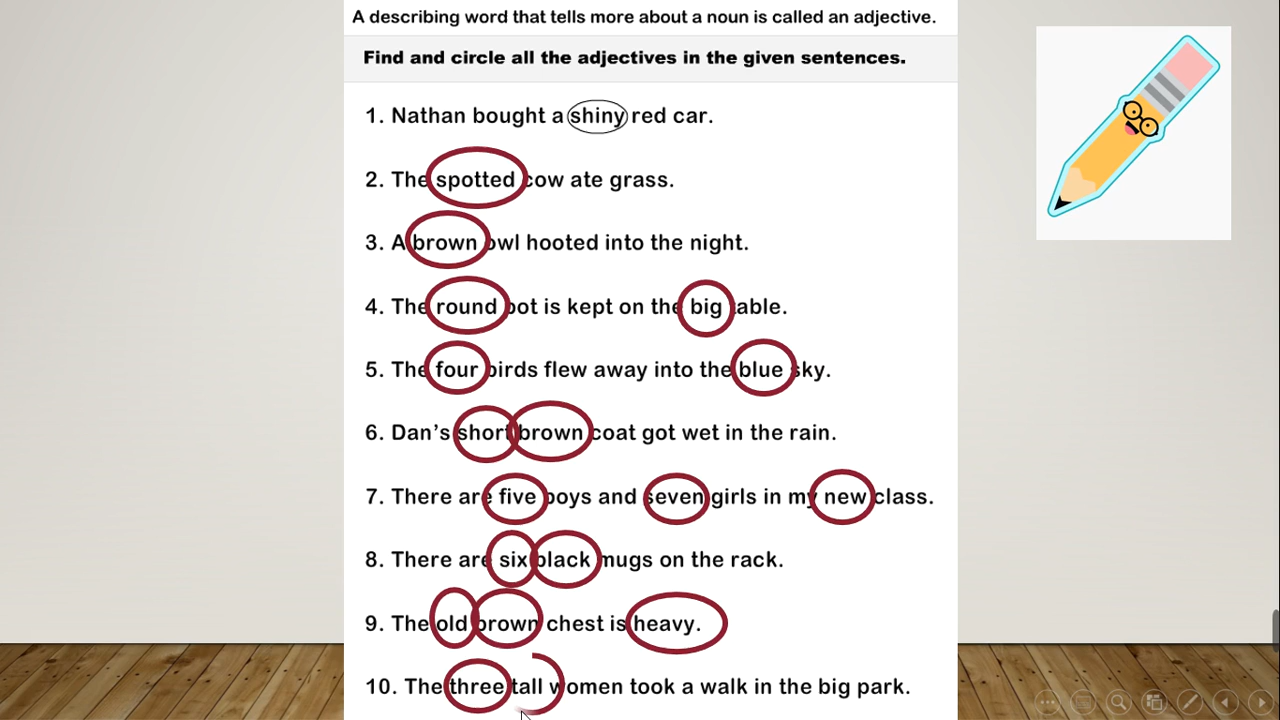 A describing word that tells more about a noun is called an adjective.
Find and circle all the adjectives in the given sentences.
1. Nathan bought a shiny red car.
2. The spotted cow ate grass.
3. A brown owl hooted into the night.
4. The round pot is kept on the big table.
5. The four birds flew away into the blue sky.
6. Dan’s short brown coat got wet in the rain.
7. There are five boys and seven girls in my new class.
8. There are six black mugs on the rack.
9. The old brown chest is heavy.
10. The three tall women took a walk in the big park.